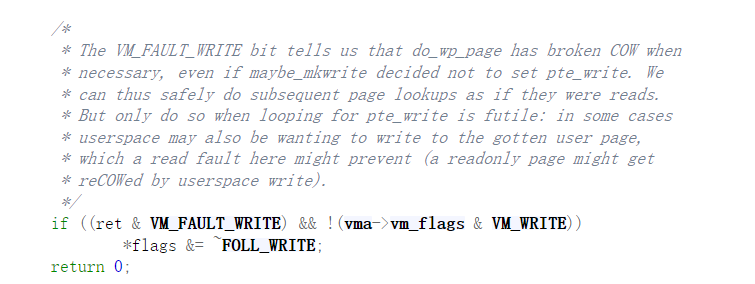 /*
* The VM_FAULT_WRITE bit tells us that do_wp_page has broken COW when
* necessary, even if maybe_mkwrite decided not to set pte_write. We
* can thus safely do subsequent page lookups as if they were reads.
* But only do so when looping for pte_write is futile: in some cases
* userspace may also be wanting to write to the gotten user page,
* which a read fault here might prevent (a readonly page might get
* reCOWed by userspace write).
*/
if ((ret & VM_FAULT_WRITE) && !(vma->vm_flags & VM_WRITE))
*flags &= ~FOLL_WRITE;
return 0;